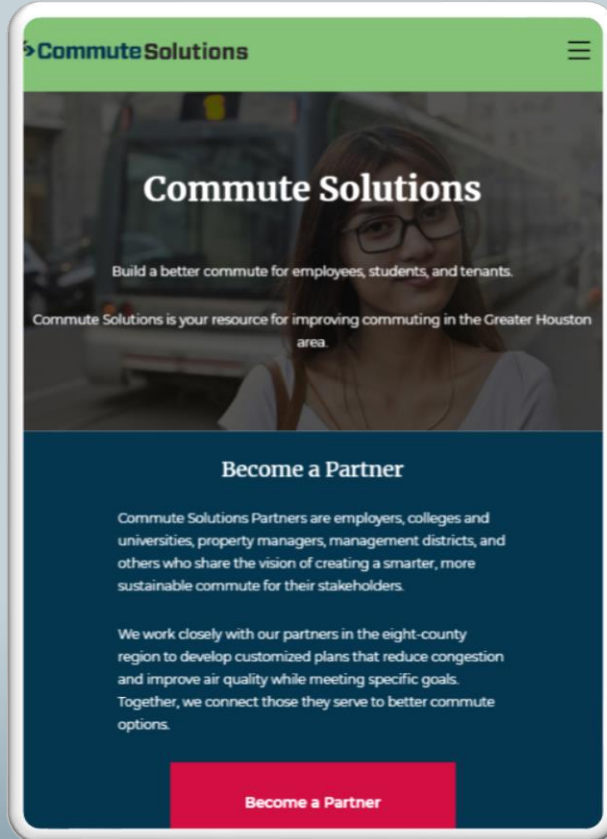 Commute Solutions
Commute Solutions
Build a better commute for employees, students, and tenants.
Commute Solutions is your resource for improving commuting in the Greater Houston
area.
Become a Partner
Commute Solutions Partners are employers, colleges and
universities, property managers, management districts, and
others who share the vision of creating a smarter, more
sustainable commute for their stakeholders.
We work closely with our partners in the eight-county
region to develop customized plans that reduce congestion
and improve air quality while meeting specific goals.
Together, we connect those they serve to better commute
options.
Become a Partner